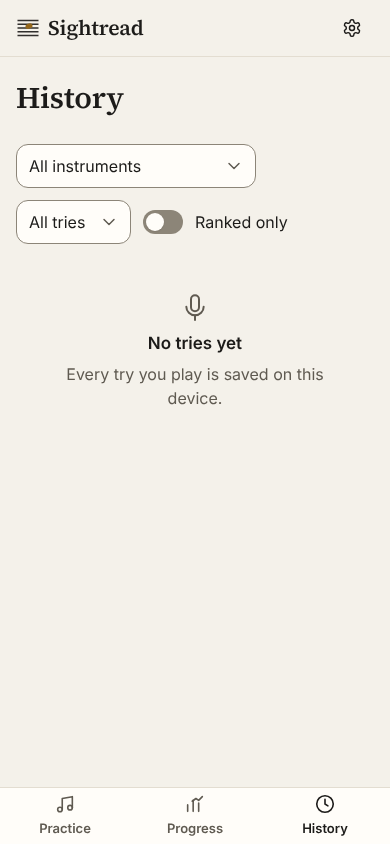 Sightread
History
All instruments
All tries
Ranked only
No tries yet
Every try you play is saved on this
device.
Practice
Progress
History